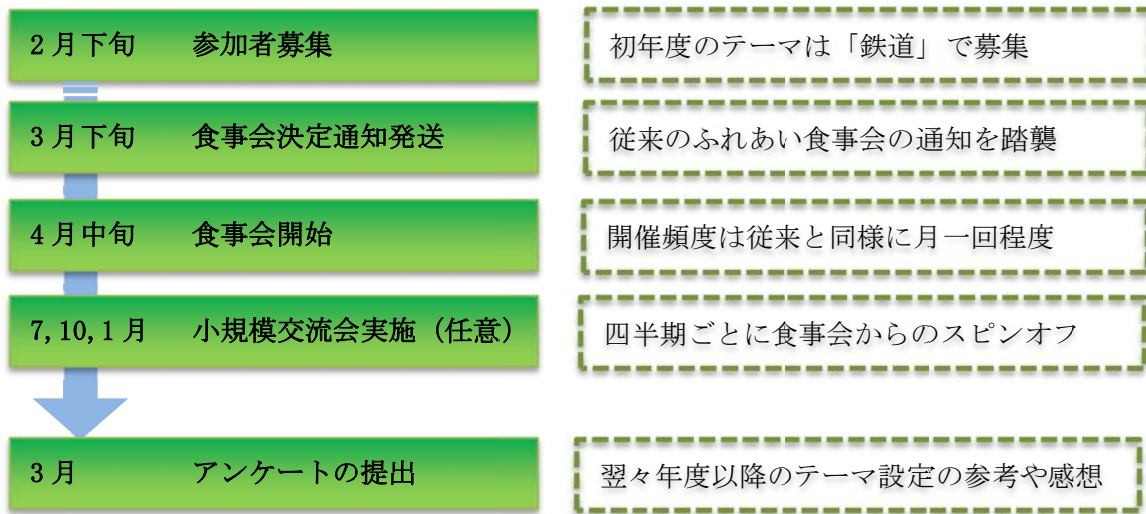 2月下旬 参加者募集
初年度のテーマは「鉄道」で募集
3月下旬 食事会決定通知発送
従来のふれあい食事会の通知を踏襲
4月中旬 食事会開始
開催頻度は従来と同様に月一回程度
7,10,1月 小規模交流会実施（任意）
四半期ごとに食事会からのスピンオフ
3月 アンケートの提出
翌々年度以降のテーマ設定の参考や感想